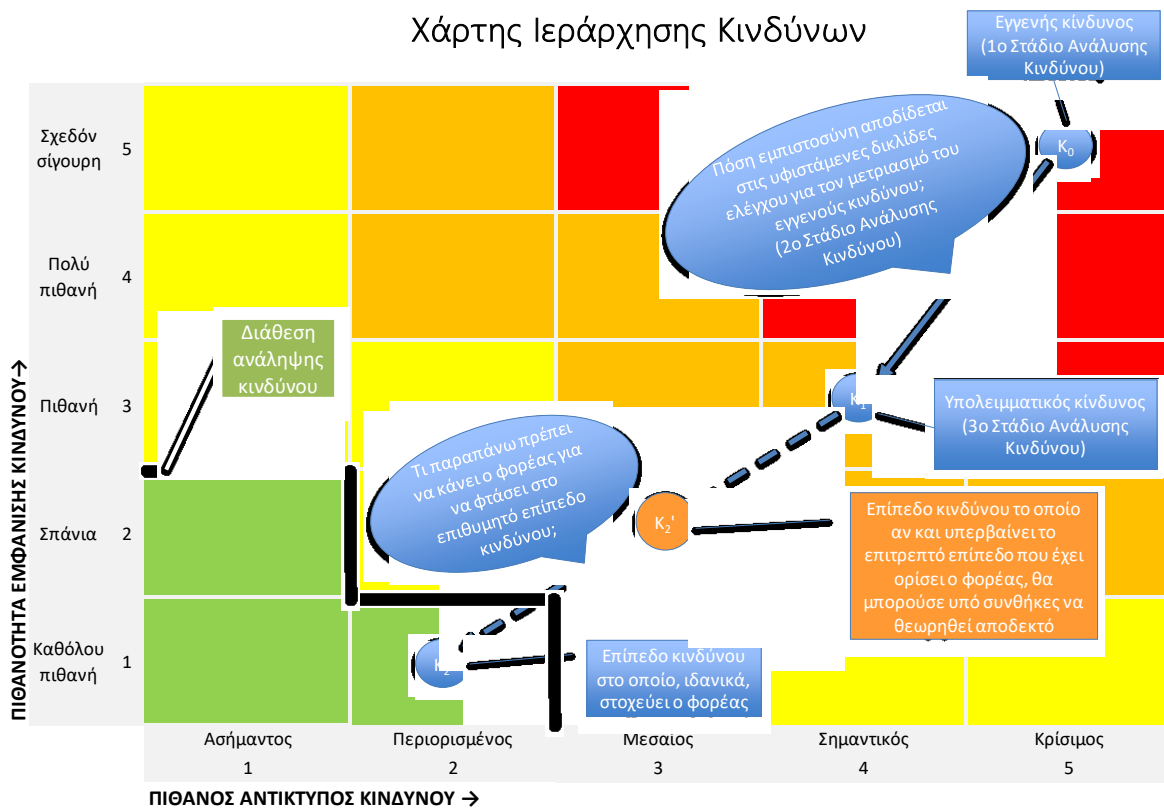 Χάρτης Ιεράρχησης Κινδύνων
Εγγενής κίνδυνος
(1ο Στάδιο Ανάλυσης
Κινδύνου)
Σχεδόν
σίγουρη
5
Κ0
Πόση εμπιστοσύνη αποδίδεται
στις υφιστάμενες δικλίδες
ελέγχου για τον μετριασμό του
εγγενούς κινδύνου;
(2ο Στάδιο Ανάλυσης
Κινδύνου)
Πολύ
πιθανή
4
Διάθεση
ανάληψης
κινδύνου
Πιθανή
3
Κ1
Υπολειμματικός κίνδυνος
(3ο Στάδιο Ανάλυσης
Κινδύνου)
Τι παραπάνω πρέπει
να κάνει ο φορέας για
να φτάσει στο
επιθυμητό επίπεδο
κινδύνου;
Σπάνια
2
Κ2'
Επίπεδο κινδύνου το οποίο
αν και υπερβαίνει το
επιτρεπτό επίπεδο που έχει
ορίσει ο φορέας, θα
μπορούσε υπό συνθήκες να
θεωρηθεί αποδεκτό
Καθόλου
πιθανή
1
Κ2
Επίπεδο κινδύνου
στο οποίο, ιδανικά,
στοχεύει ο φορέας
ΠΙΘΑΝΟΤΗΤΑ ΕΜΦΑΝΙΣΗΣ ΚΙΝΔΥΝΟΥ→
Ασήμαντος
1
Περιορισμένος
2
Μεσαίος
3
Σημαντικός
4
Κρίσιμος
5
ΠΙΘΑΝΟΣ ΑΝΤΙΚΤΥΠΟΣ ΚΙΝΔΥΝΟΥ →